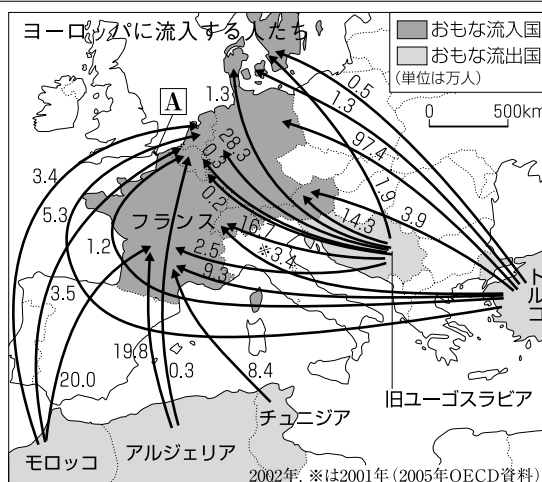 ヨーロッパに流入する人たち
おもな流入国
おもな流出国
(単位は万人)
0 500km
A
1.3
0.5
1.3
97.4
28.3
0.3
0.2
7.9
3.9
14.3
3.4
5.3
フランス
1.2
2.5
※3.4
9.3
3.5
トルコ
19.8
0.3
8.4
20.0
旧ユーゴスラビア
チュニジア
アルジェリア
モロッコ
2002年,※は2001年(2005年OECD資料)